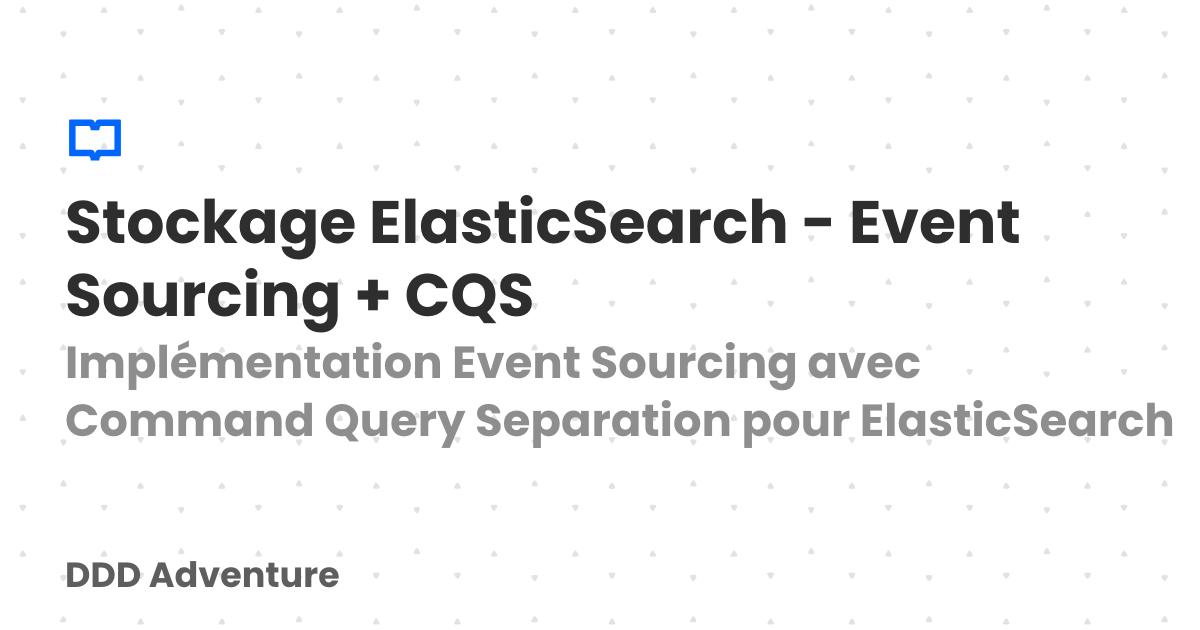 Stockage ElasticSearch - Event
Sourcing + CQS
Implémentation Event Sourcing avec
Command Query Separation pour ElasticSearch
DDD Adventure